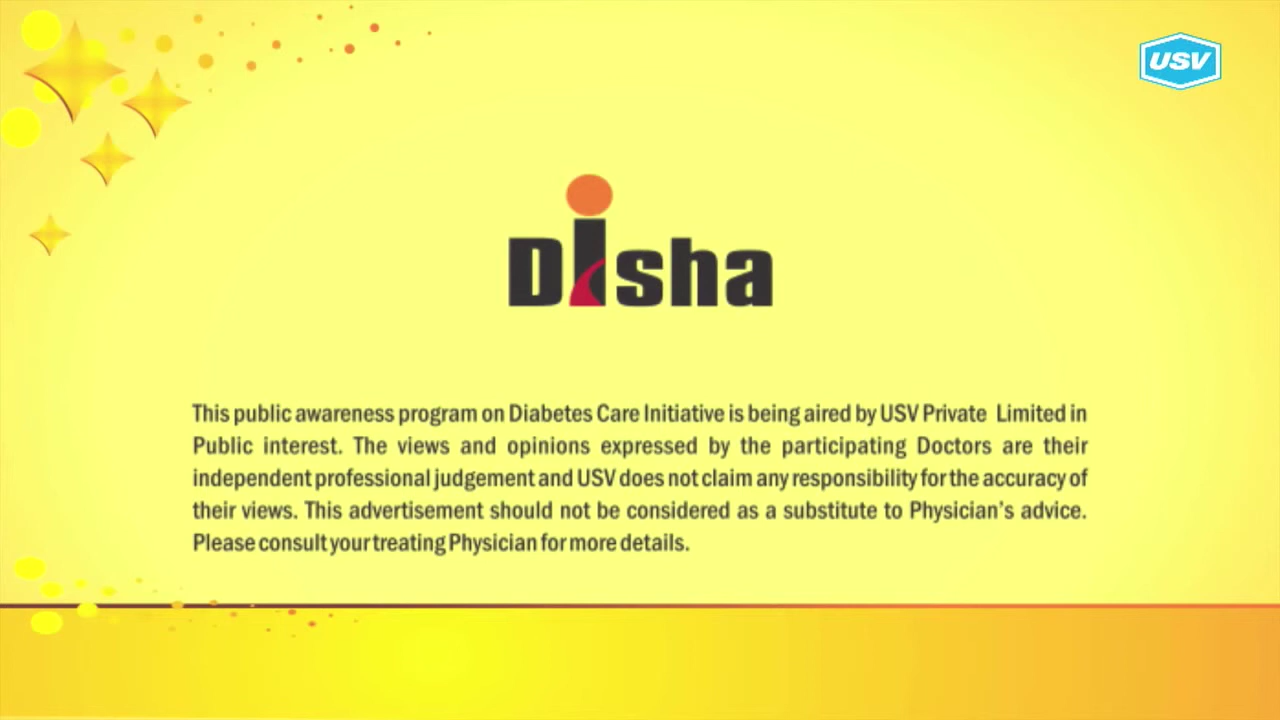 USV
Disha
This public awareness program on Diabetes Care Initiative is being aired by USV Private Limited in
Public interest. The views and opinions expressed by the participating Doctors are their
independent professional judgement and USV does not claim any responsibility for the accuracy of
their views. This advertisement should not be considered as a substitute to Physician's advice.
Please consult your treating Physician for more details.